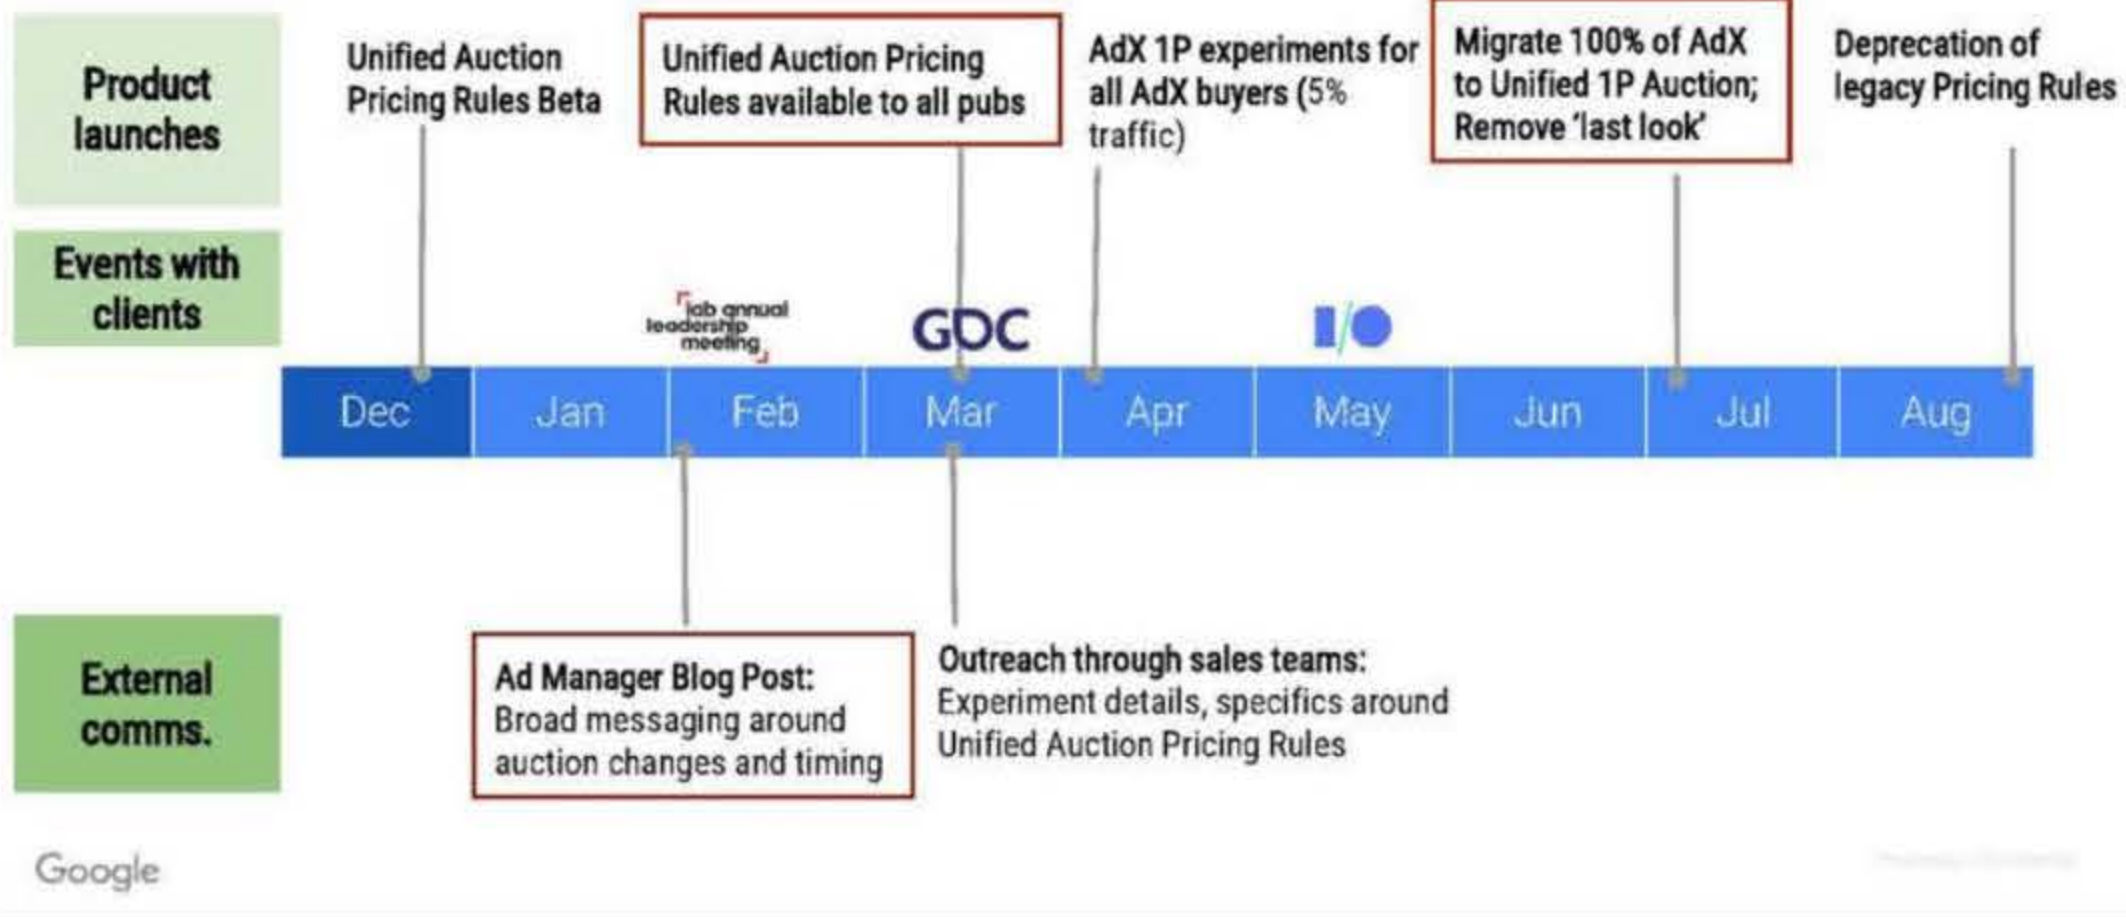 Product
launches
Unified Auction
Pricing Rules Beta
Unified Auction Pricing
Rules available to all pubs
AdX 1P experiments for
all AdX buyers (5%
traffic)
Migrate 100% of AdX
to Unified 1P Auction;
Remove ‘last look’
Deprecation of
legacy Pricing Rules
Events with
clients
iab annual
leadership
meeting
GDC
I/O
Dec Jan Feb Mar Apr May Jun Jul Aug
External
comms.
Ad Manager Blog Post:
Broad messaging around
auction changes and timing
Outreach through sales teams:
Experiment details, specifics around
Unified Auction Pricing Rules
Google